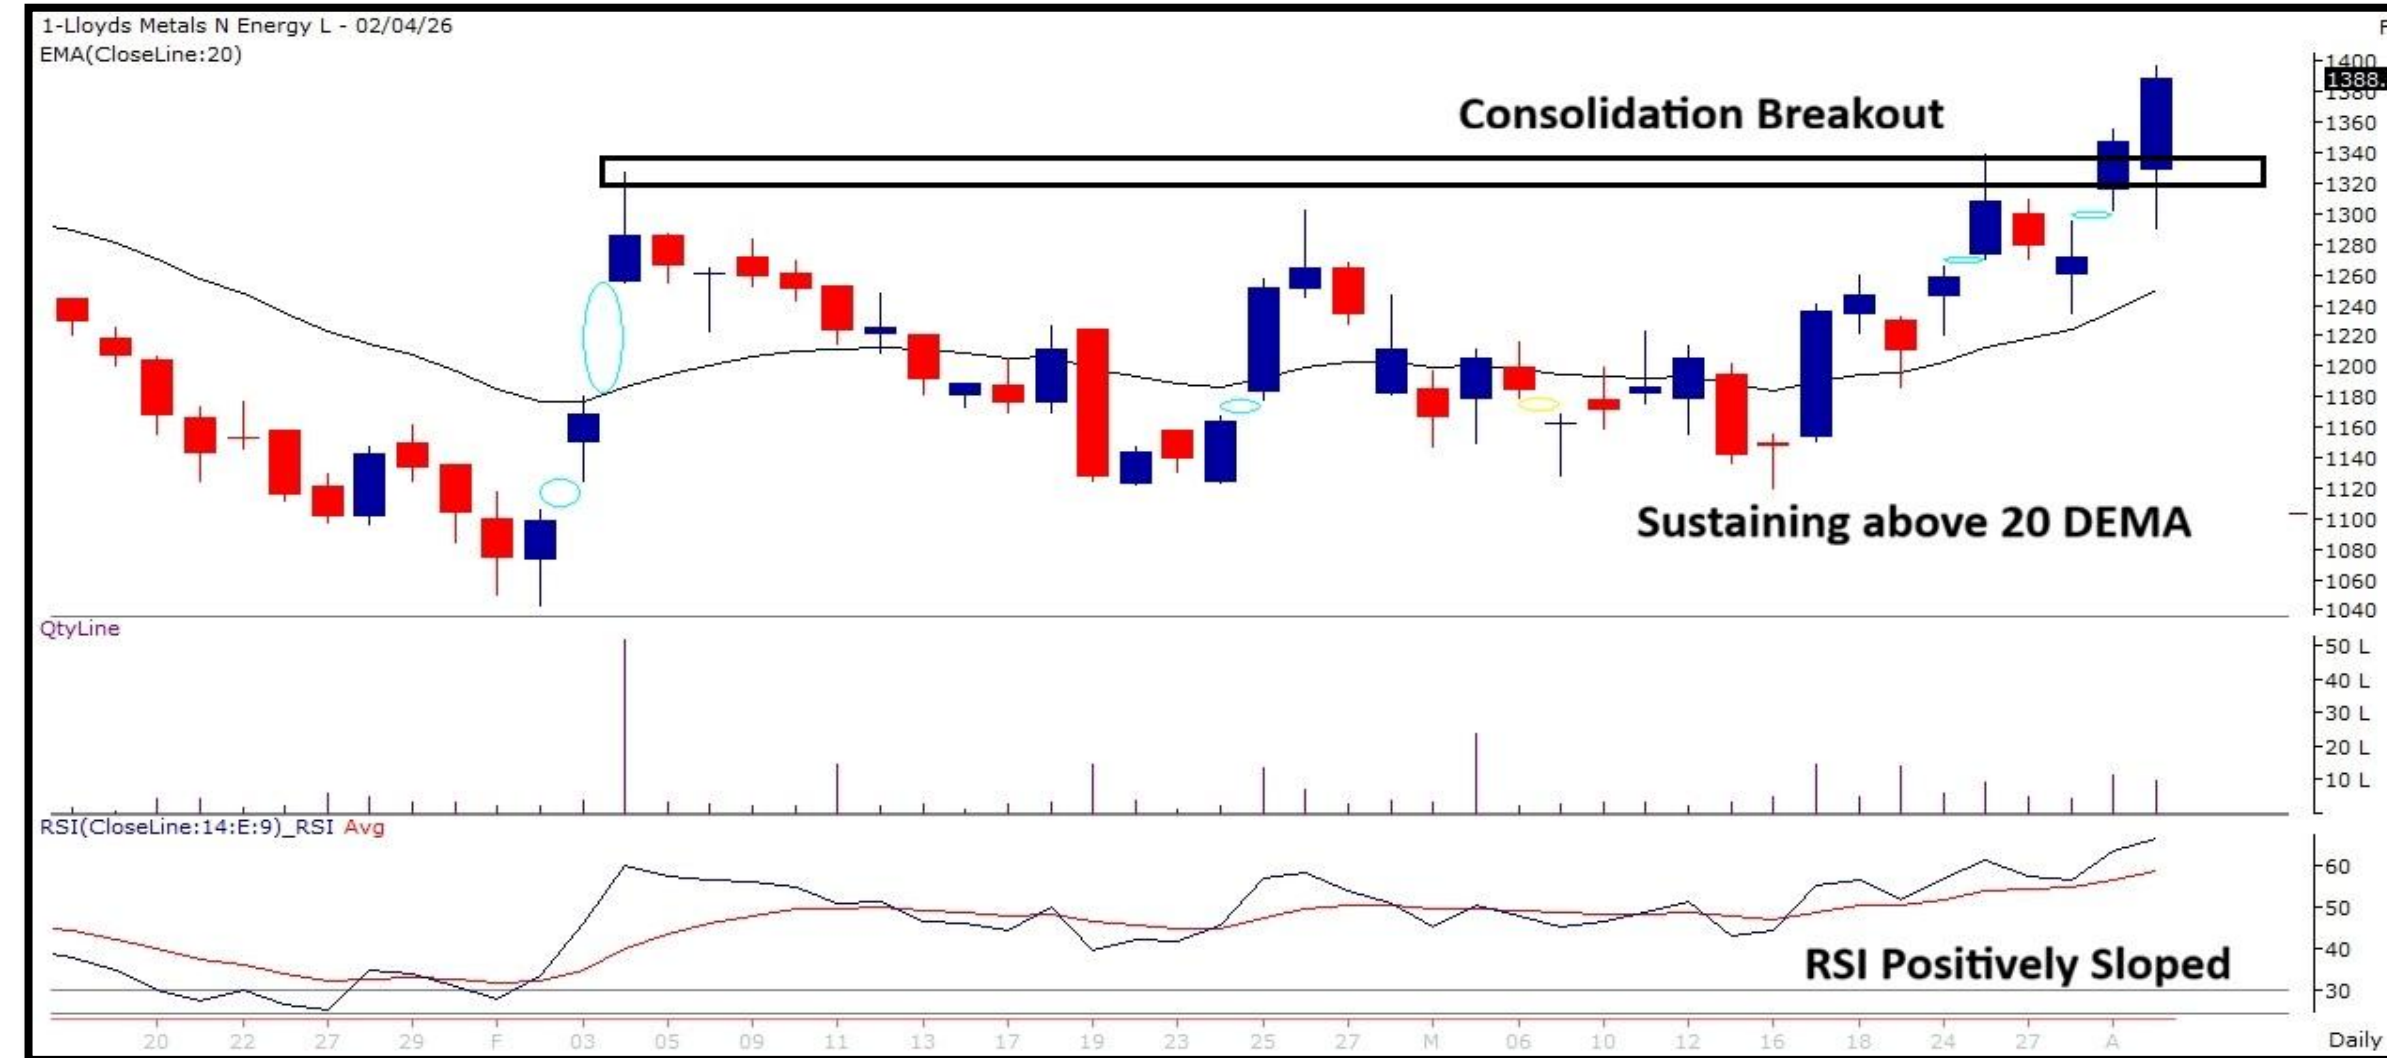 1-Lloyds Metals N Energy L - 02/04/26
EMA(CloseLine:20)
1400
1388.
1380
Consolidation Breakout
1360
1340
1320
1300
1280
1260
1240
1220
1200
1180
1160
1140
1120
Sustaining above 20 DEMA
1100
1080
1060
1040
QtyLine
50 L
40 L
30 L
20 L
10 L
RSI(CloseLine:14:E:9)_RSI Avg
60
50
40
RSI Positively Sloped
30
20 22 27 29 F 03 05 09 11 13 17 19 23 25 27 M 06 10 12 16 18 24 27 A Daily